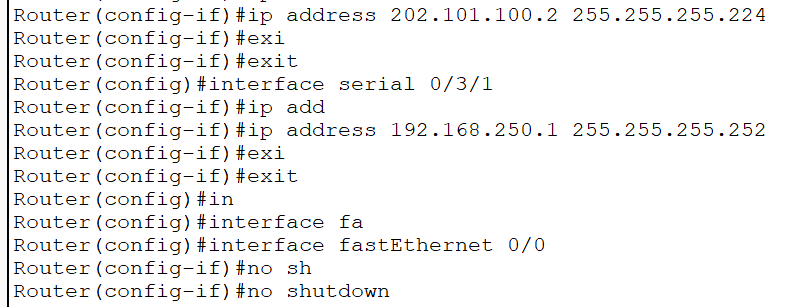 Router(config-if)#ip address 202.101.100.2 255.255.255.224
Router(config-if)#exi
Router(config-if)#exit
Router(config)#interface serial 0/3/1
Router(config-if)#ip add
Router(config-if)#ip address 192.168.250.1 255.255.255.252
Router(config-if)#exi
Router(config-if)#exit
Router(config)#in
Router(config)#interface fa
Router(config)#interface fastEthernet 0/0
Router(config-if)#no sh
Router(config-if)#no shutdown